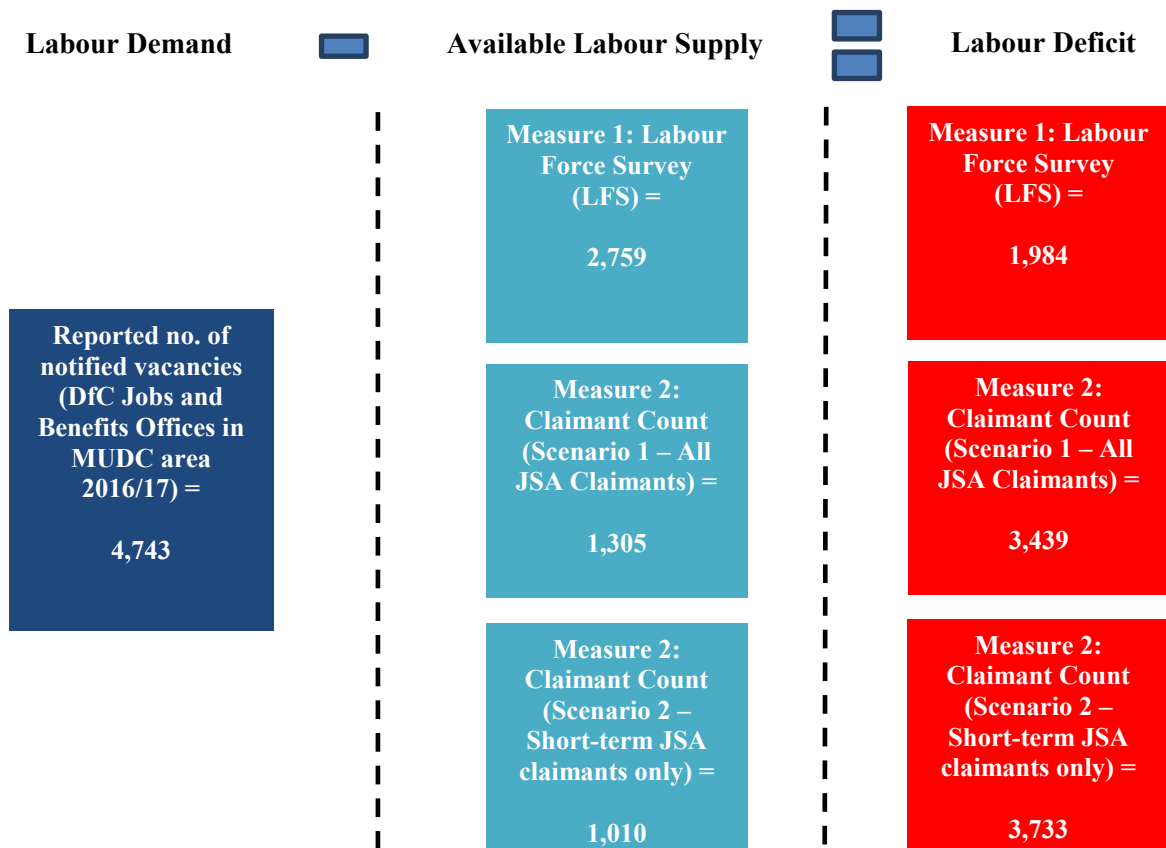 Labour Demand
Available Labour Supply
Labour Deficit
Reported no. of
notified vacancies
(DfC Jobs and
Benefits Offices in
MUDC area
2016/17) =
4,743
Measure 1: Labour
Force Survey
(LFS) =
2,759
Measure 2:
Claimant Count
(Scenario 1 – All
JSA Claimants) =
1,305
Measure 2:
Claimant Count
(Scenario 2 –
Short-term JSA
claimants only) =
1,010
Measure 1: Labour
Force Survey
(LFS) =
1,984
Measure 2:
Claimant Count
(Scenario 1 – All
JSA Claimants) =
3,439
Measure 2:
Claimant Count
(Scenario 2 –
Short-term JSA
claimants only) =
3,733